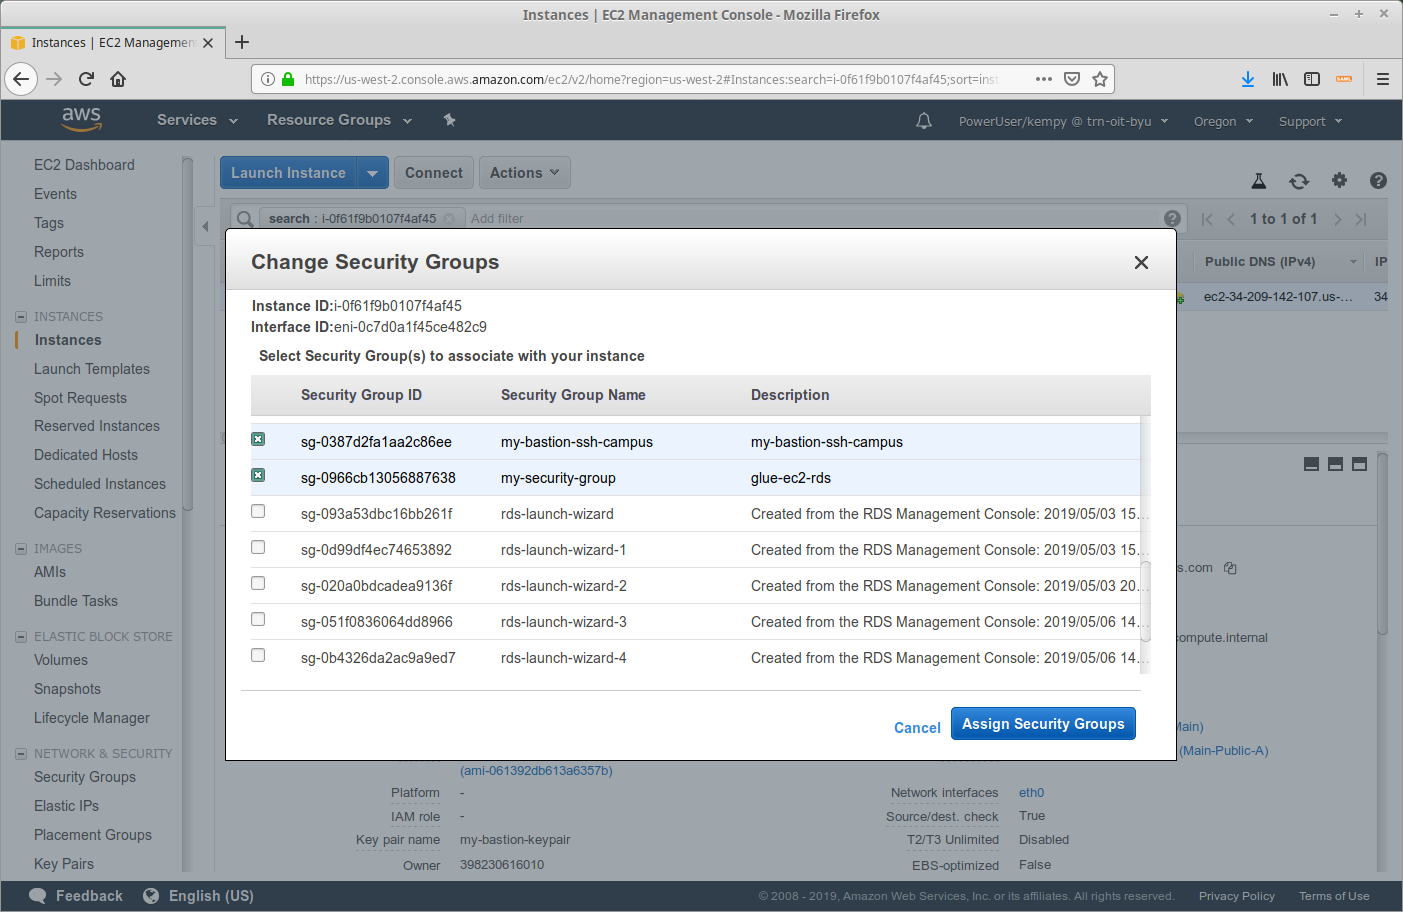 Instances | EC2 Management Console - Mozilla Firefox
Instances | EC2 Managemen
https://us-west-2.console.aws.amazon.com/ec2/v2/home?region=us-west-2#Instances:search=i-0f61f9b0107f4af45;sort=inst
aws Services Resource Groups PowerUser/kempy @ trn-oit-byu Oregon Support
EC2 Dashboard
Events
Tags
Reports
Limits
INSTANCES
Instances
Launch Templates
Spot Requests
Reserved Instances
Dedicated Hosts
Scheduled Instances
Capacity Reservations
IMAGES
AMIs
Bundle Tasks
ELASTIC BLOCK STORE
Volumes
Snapshots
Lifecycle Manager
NETWORK & SECURITY
Security Groups
Elastic IPs
Placement Groups
Key Pairs
Launch Instance Connect Actions
search : i-0f61f9b0107f4af45 Add filter 1 to 1 of 1
Public DNS (IPv4) IP
ec2-34-209-142-107.us-... 34
Change Security Groups
Instance ID:i-0f61f9b0107f4af45
Interface ID:eni-0c7d0a1f45ce482c9
Select Security Group(s) to associate with your instance
Security Group ID Security Group Name Description
sg-0387d2fa1aa2c86ee my-bastion-ssh-campus my-bastion-ssh-campus
sg-0966cb13056887638 my-security-group glue-ec2-rds
sg-093a53dbc16bb261f rds-launch-wizard Created from the RDS Management Console: 2019/05/03 15...
sg-0d99df4ec74653892 rds-launch-wizard-1 Created from the RDS Management Console: 2019/05/03 15...
sg-020a0bdcadea9136f rds-launch-wizard-2 Created from the RDS Management Console: 2019/05/03 20...
sg-051f0836064dd8966 rds-launch-wizard-3 Created from the RDS Management Console: 2019/05/06 14...
sg-0b4326da2ac9a9ed7 rds-launch-wizard-4 Created from the RDS Management Console: 2019/05/06 14...
Cancel Assign Security Groups
s.com
compute.internal
Main)
(Main-Public-A)
(ami-061392db613a6357b)
Platform - Network interfaces eth0
IAM role - Source/dest. check True
Key pair name my-bastion-keypair T2/T3 Unlimited Disabled
Owner 398230616010 EBS-optimized False
Feedback English (US) © 2008 - 2019, Amazon Web Services, Inc. or its affiliates. All rights reserved. Privacy Policy Terms of Use